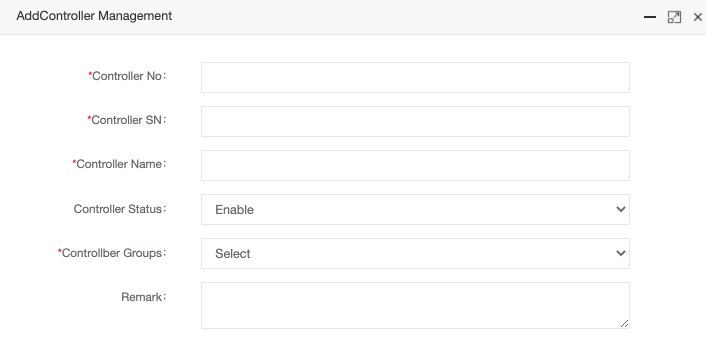 AddController Management
*Controller No:
*Controller SN:
*Controller Name:
Controller Status: Enable
*Controllber Groups: Select
Remark: